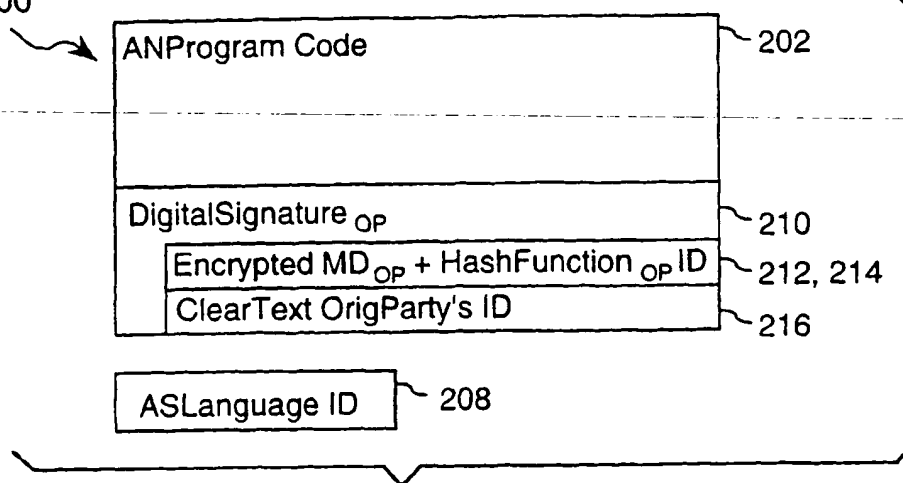 ANProgram Code
202
DigitalSignature OP
210
Encrypted MD OP + HashFunction OP ID
212, 214
ClearText OrigParty's ID
216
ASLanguage ID
208